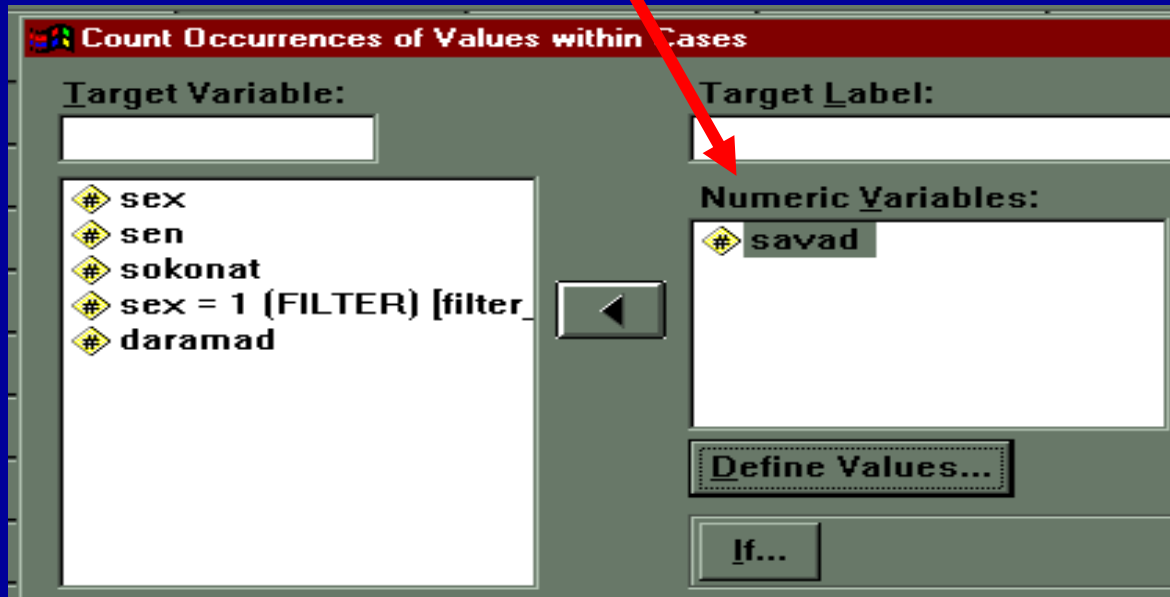 Count Occurrences of Values within Cases
Target Variable:
Target Label:
sex
sen
sokonat
sex = 1 (FILTER) [filter_
daramad
Numeric Variables:
savad
Define Values...
If...